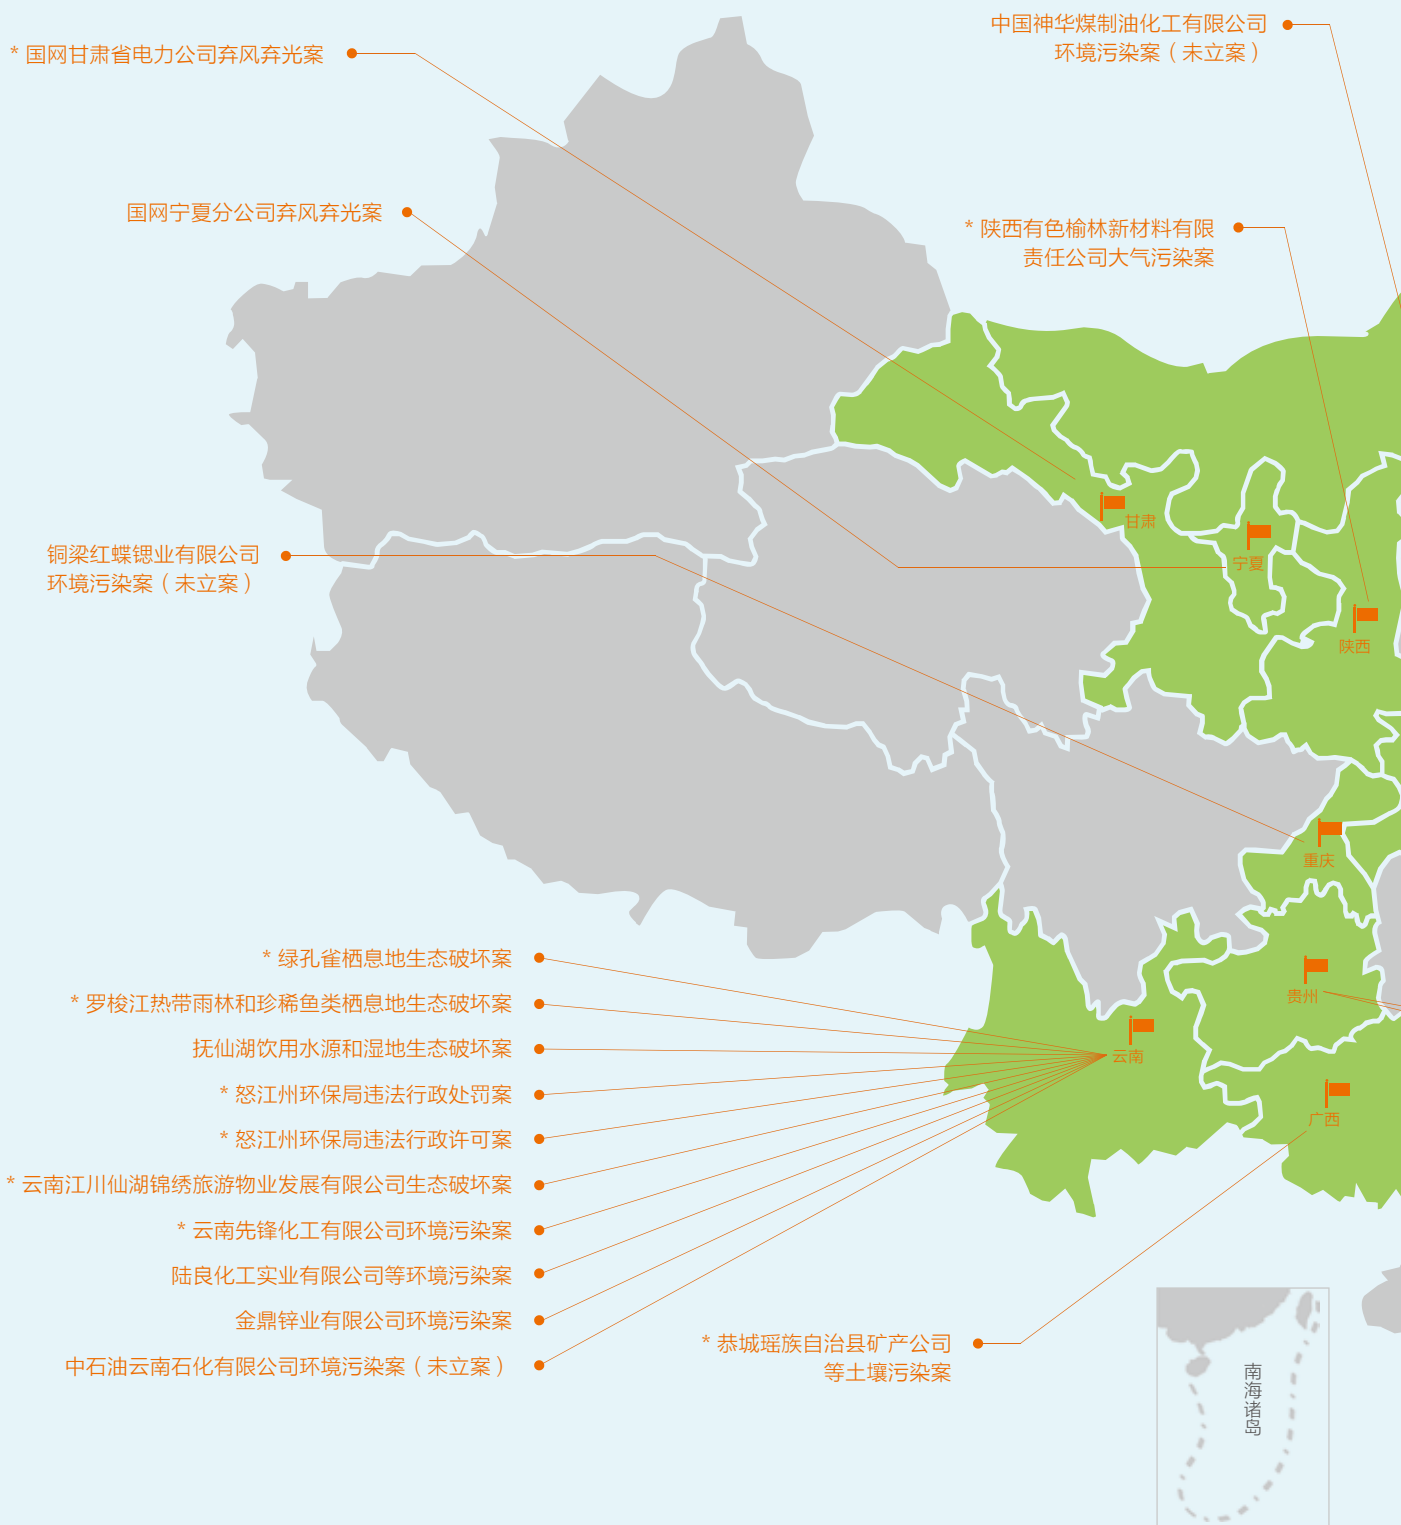 中国神华煤制油化工有限公司
环境污染案（未立案）
* 国网甘肃省电力公司弃风弃光案
国网宁夏分公司弃风弃光案
* 陕西有色榆林新材料有限
责任公司大气污染案
甘肃
宁夏
铜梁红蝶锶业有限公司
环境污染案（未立案）
陕西
重庆
* 绿孔雀栖息地生态破坏案
* 罗梭江热带雨林和珍稀鱼类栖息地生态破坏案
抚仙湖饮用水源和湿地生态破坏案
* 怒江州环保局违法行政处罚案
* 怒江州环保局违法行政许可案
* 云南江川仙湖锦绣旅游物业发展有限公司生态破坏案
* 云南先锋化工有限公司环境污染案
陆良化工实业有限公司等环境污染案
金鼎锌业有限公司环境污染案
中石油云南石化有限公司环境污染案（未立案）
贵州
云南
广西
* 恭城瑶族自治县矿产公司
等土壤污染案
南海诸岛